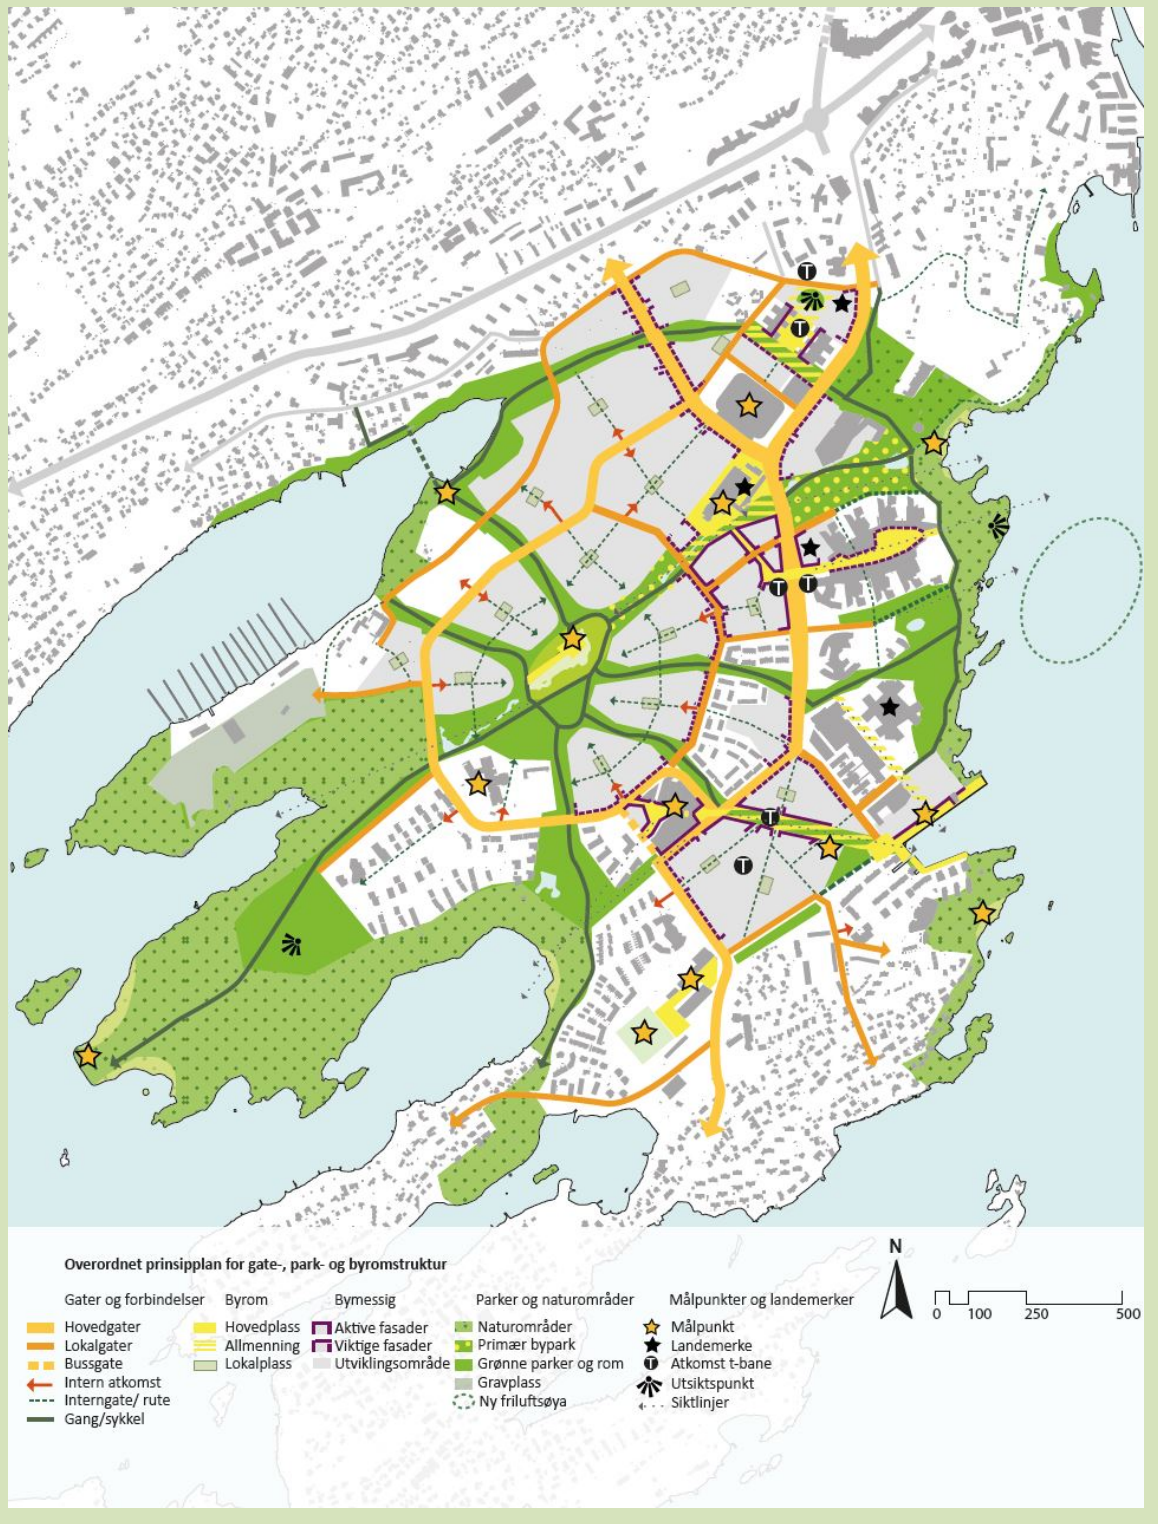 T
T
T
T
T
T
Overordnet prinsipplan for gate-, park- og byromstruktur
N
Gater og forbindelser Byrom Bymessig Parker og naturområder Målpunkter og landemerker
0 100 250 500
Hovedgater Hovedplass Aktive fasader Naturområder Målpunkt
Lokalgater Allmenning Viktige fasader Primær bypark Landemerke
Bussgate Lokalplass Utviklingsområde Grønne parker og rom T Atkomst t-bane
Intern atkomst Gravplass Utsiktspunkt
Interngate/ rute Ny friluftsøya Siktlinjer
Gang/sykkel